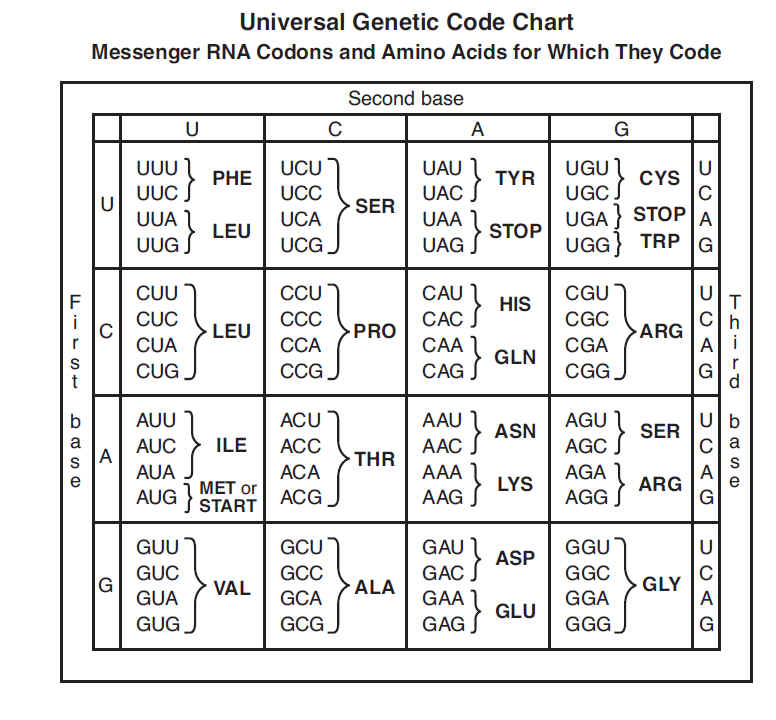 Universal Genetic Code Chart
Messenger RNA Codons and Amino Acids for Which They Code
Second base
U C A G
First base
Third base
U
UUU
UUC
PHE
UUA
UUG
LEU
UCU
UCC
UCA
UCG
SER
UAU
UAC
TYR
UAA
UAG
STOP
UGU
UGC
CYS
UGA
STOP
UGG
TRP
U
C
A
G
C
CUU
CUC
CUA
CUG
LEU
CCU
CCC
CCA
CCG
PRO
CAU
CAC
HIS
CAA
CAG
GLN
CGU
CGC
CGA
CGG
ARG
U
C
A
G
A
AUU
AUC
AUA
ILE
AUG
MET or
START
ACU
ACC
ACA
ACG
THR
AAU
AAC
ASN
AAA
AAG
LYS
AGU
AGC
SER
AGA
AGG
ARG
U
C
A
G
G
GUU
GUC
GUA
GUG
VAL
GCU
GCC
GCA
GCG
ALA
GAU
GAC
ASP
GAA
GAG
GLU
GGU
GGC
GGA
GGG
GLY
U
C
A
G